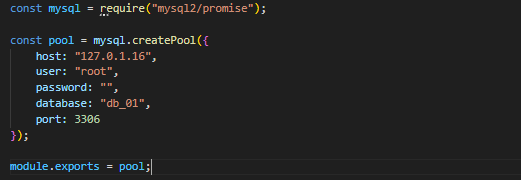 const mysql = require("mysql2/promise");
const pool = mysql.createPool({
    host: "127.0.1.16",
    user: "root",
    password: "",
    database: "db_01",
    port: 3306
});
module.exports = pool;